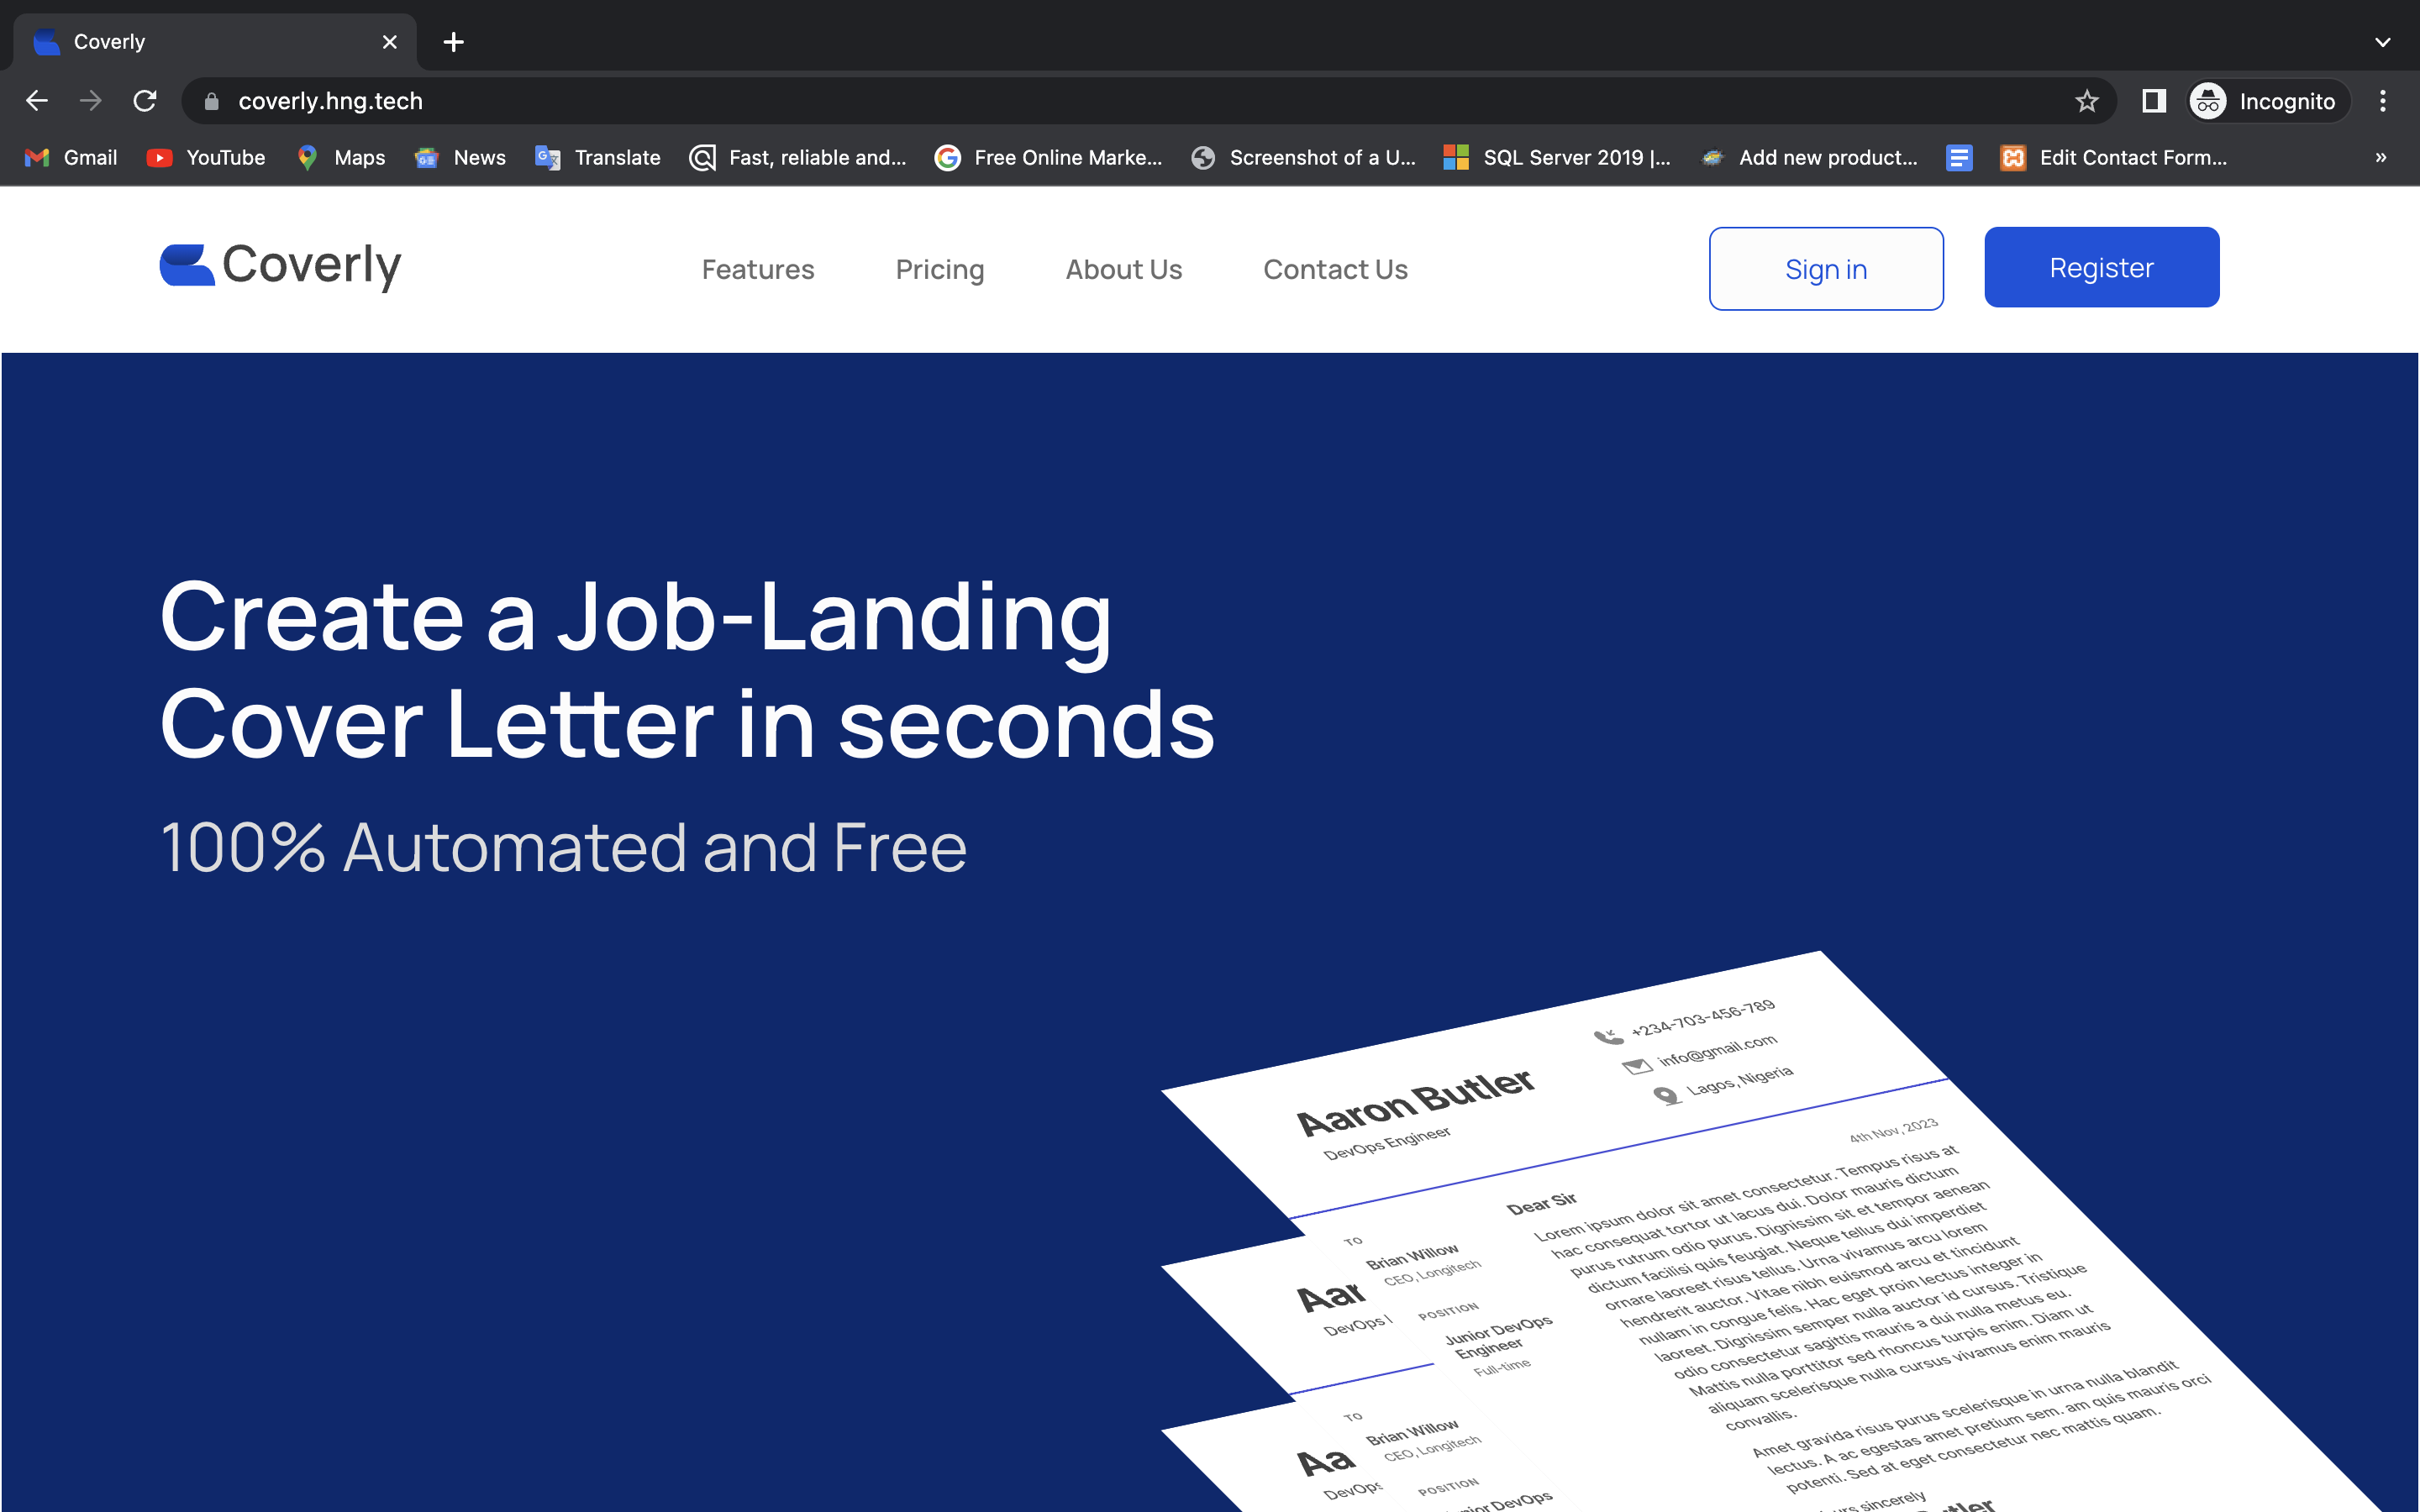 Coverly
coverly.hng.tech
Incognito
Gmail
YouTube
Maps
News
Translate
Fast, reliable and...
Free Online Marke...
Screenshot of a U...
SQL Server 2019 |...
Add new product...
Edit Contact Form...
»
Coverly
Features
Pricing
About Us
Contact Us
Sign in
Register
Create a Job-Landing
Cover Letter in seconds
100% Automated and Free
Aaron Butler
DevOps Engineer
+234-703-456-789
info@gmail.com
Lagos, Nigeria
4th Nov, 2023
TO
Brian Willow
CEO, Longitech
POSITION
Junior DevOps
Engineer
Full-time
Dear Sir
Lorem ipsum dolor sit amet consectetur. Tempus risus at
hac consequat tortor ut lacus dui. Dolor mauris dictum
purus rutrum odio purus. Dignissim sit et tempor aenean
dictum facilisi quis feugiat. Neque tellus dui imperdiet
ornare laoreet risus tellus. Urna vivamus arcu lorem
hendrerit auctor. Vitae nibh euismod arcu et tincidunt
nullam in congue felis. Hac eget proin lectus integer in
laoreet. Dignissim semper nulla auctor id cursus. Tristique
odio consectetur sagittis mauris a dui nulla metus eu.
Mattis nulla porttitor sed rhoncus turpis enim. Diam ut
aliquam scelerisque nulla cursus vivamus enim mauris
convallis.
Amet gravida risus purus scelerisque in urna nulla blandit
lectus. A ac egestas amet pretium sem. am quis mauris orci
potenti. Sed at eget consectetur nec mattis quam.
sincerely
Aar
DevOps
TO
Brian Willow
CEO, Longitech
POSITION
DevOps
Aa
DevOps